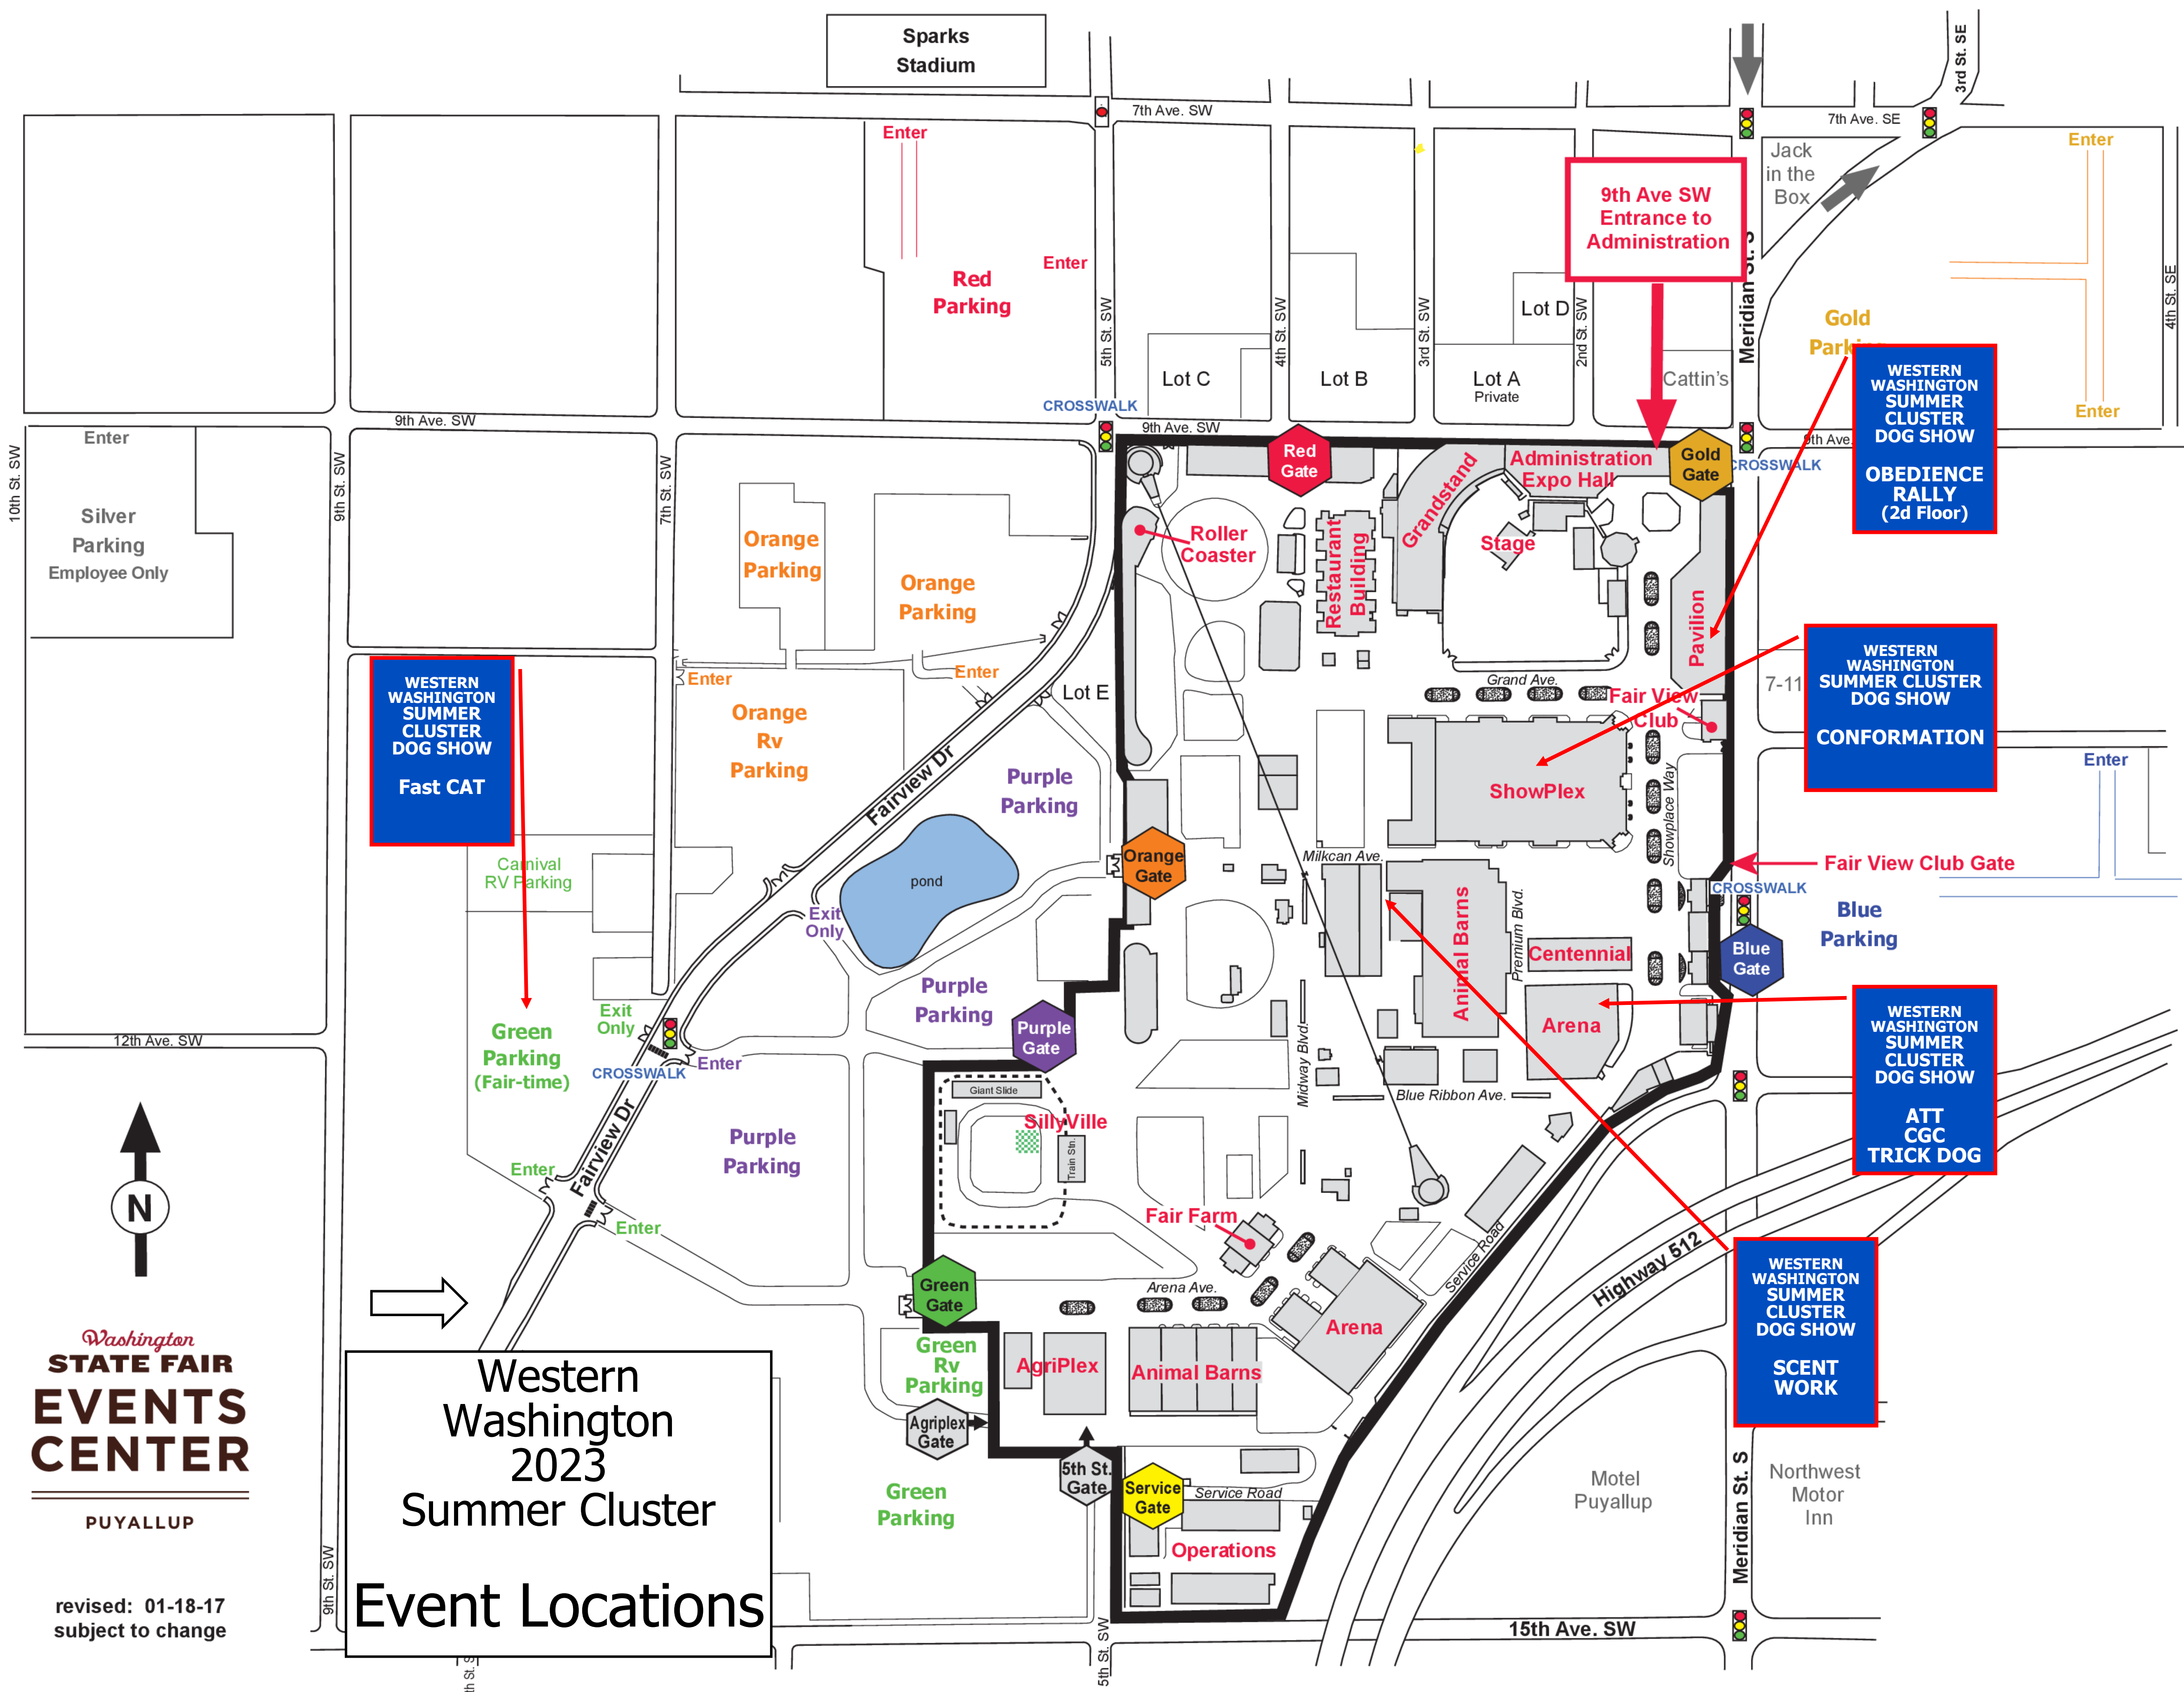 Sparks
Stadium
3rd St. SE
7th Ave. SW
7th Ave. SE
Enter
Jack
in the
Box
Enter
9th Ave SW
Entrance to
Administration
Meridian St. S
4th St. SE
Enter
Red
Parking
5th St. SW
4th St. SW
3rd St. SW
Lot D
2nd St. SW
Gold
Lot C
Lot B
Lot A
Private
Cattin's
Enter
CROSSWALK
9th Ave. SW
9th Ave. SW
9th Ave.
CROSSWALK
WESTERN
WASHINGTON
SUMMER
CLUSTER
DOG SHOW
OBEDIENCE
RALLY
(2d Floor)
10th St. SW
Enter
Silver
Parking
Employee Only
9th St. SW
7th St. SW
Orange
Parking
Orange
Parking
Red
Gate
Grandstand
Administration
Expo Hall
Gold
Gate
Roller
Coaster
Restaurant
Building
Stage
Pavilion
Enter
Enter
Lot E
Grand Ave.
Fair View
Club
7-11
WESTERN
WASHINGTON
SUMMER CLUSTER
DOG SHOW
CONFORMATION
WESTERN
WASHINGTON
SUMMER
CLUSTER
DOG SHOW
Fast CAT
Orange
Rv
Parking
Fairview Dr
Purple
Parking
ShowPlex
Showplace Way
Enter
Carnival
RV Parking
pond
Orange
Gate
Milkcan Ave.
Fair View Club Gate
CROSSWALK
Exit
Only
Animal Barns
Premium Blvd.
Centennial
Blue
Gate
Blue
Parking
Purple
Parking
Exit
Only
Green
Parking
(Fair-time)
12th Ave. SW
CROSSWALK
Enter
Purple
Gate
Midway Blvd.
Arena
Blue Ribbon Ave.
WESTERN
WASHINGTON
SUMMER
CLUSTER
DOG SHOW
ATT
CGC
TRICK DOG
Giant Slide
SillyVille
Train Stn.
Purple
Parking
Fairview Dr
Enter
Enter
N
Fair Farm
Service Road
Highway 512
WESTERN
WASHINGTON
SUMMER
CLUSTER
DOG SHOW
SCENT
WORK
Green
Gate
Arena Ave.
Arena
Green
Rv
Parking
AgriPlex
Animal Barns
Agriplex
Gate
5th St.
Gate
Service
Gate
Service Road
Green
Parking
Operations
Motel
Puyallup
Meridian St. S
Northwest
Motor
Inn
Washington
STATE FAIR
EVENTS
CENTER
PUYALLUP
revised: 01-18-17
subject to change
9th St. SW
Western
Washington
2023
Summer Cluster
Event Locations
5th St. SW
15th Ave. SW